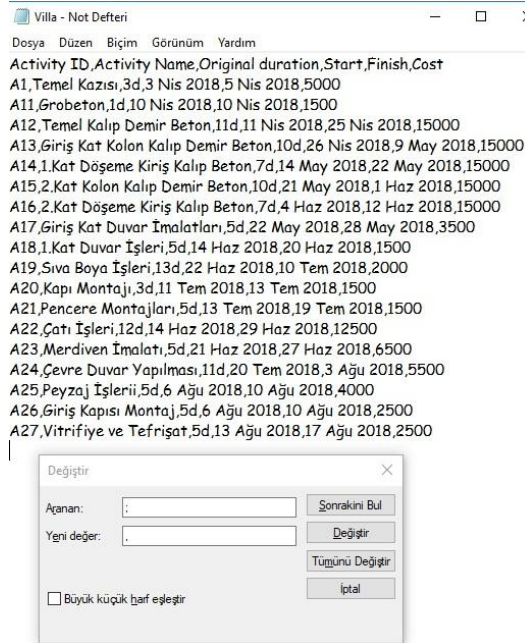 Villa - Not Defteri
Dosya Düzen Biçim Görünüm Yardım
Activity ID,Activity Name,Original duration,Start,Finish,Cost
A1,Temel Kazısı,3d,3 Nis 2018,5 Nis 2018,5000
A11,Grobeton,1d,10 Nis 2018,10 Nis 2018,1500
A12,Temel Kalıp Demir Beton,11d,11 Nis 2018,25 Nis 2018,15000
A13,Giriş Kat Kolon Kalıp Demir Beton,10d,26 Nis 2018,9 May 2018,15000
A14,1.Kat Döşeme Kiriş Kalıp Beton,7d,14 May 2018,22 May 2018,15000
A15,2.Kat Kolon Kalıp Demir Beton,10d,21 May 2018,1 Haz 2018,15000
A16,2.Kat Döşeme Kiriş Kalıp Beton,7d,4 Haz 2018,12 Haz 2018,15000
A17,Giriş Kat Duvar İmalatları,5d,22 May 2018,28 May 2018,3500
A18,1.Kat Duvar İşleri,5d,14 Haz 2018,20 Haz 2018,1500
A19,Sıva Boya İşleri,13d,22 Haz 2018,10 Tem 2018,2000
A20,Kapı Montajı,3d,11 Tem 2018,13 Tem 2018,1500
A21,Pencere Montajları,5d,13 Tem 2018,19 Tem 2018,1500
A22,Çatı İşleri,12d,14 Haz 2018,29 Haz 2018,12500
A23,Merdiven İmalatı,5d,21 Haz 2018,27 Haz 2018,6500
A24,Çevre Duvar Yapılması,11d,20 Tem 2018,3 Ağu 2018,5500
A25,Peyzaj İşlerii,5d,6 Ağu 2018,10 Ağu 2018,4000
A26,Giriş Kapısı Montaj,5d,6 Ağu 2018,10 Ağu 2018,2500
A27,Vitrifiye ve Tefrişat,5d,13 Ağu 2018,17 Ağu 2018,2500
Değiştir
Aranan: ; Sonrakini Bul
Yeni değer: , Değiştir
Tümünü Değiştir
İptal
Büyük küçük harf eşleştir